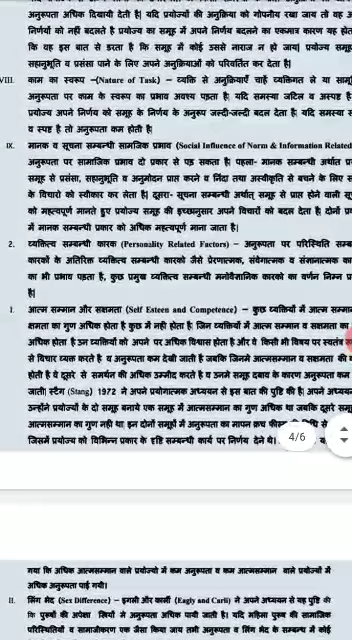 अनुरूपता अधिक दिखायी देती है। यदि प्रयोज्यों की अनुक्रिया को गोपनीय रखा जाय तो वह अ
निर्णयों को नहीं बदलते है प्रयोज्य का समूह में अपने निर्णय बदलने का एकमात्र कारण यह होत
कि वह इस बात से डरता है कि समूह में कोई उससे नाराज न हो जाय। प्रयोज्य समूह
सहानुभूति व प्रसंसा पाने के लिए अपने अनुक्रियाओं को परिवर्तित कर देता है।
VIII. काम का स्वरूप –(Nature of Task) – व्यक्ति से अनुक्रियाएँ चाहें व्यक्तिगत ले या सामू
अनुरूपता पर काम के स्वरूप का प्रभाव अवश्य पड़ता है। यदि समस्या जटिल व अस्पष्ट है
प्रयोज्य अपने निर्णय को समूह के निर्णय के अनुरूप जल्दी-जल्दी बदल देता है। यदि समस्या स
व स्पष्ट है तो अनुरूपता कम होती है।
IX. मानक व सूचना सम्बन्धी सामाजिक प्रभाव (Social Influence of Norm & Information Related
अनुरूपता पर सामाजिक प्रभाव दो प्रकार से पड़ सकता है। पहला- मानक सम्बन्धी अर्थात प्र
समूह से प्रसंसा, सहानुभूति व अनुमोदन प्राप्त करने व निंदा तथा अस्वीकृति से बचने के लिए स
के विचारो को स्वीकार कर लेता है। दूसरा- सूचना सम्बन्धी अर्थात् समूह से प्राप्त होने वाली सू
को महत्वपूर्ण मानते हुए प्रयोज्य समूह की इच्छानुसार अपने विचारों को बदल देता है। दोनों प्र
में मानक सम्बन्धी प्रकार को अधिक महत्वपूर्ण माना जाता है।
2. व्यक्तित्व सम्बन्धी कारक (Personality Related Factors) – अनुरूपता पर परिस्थिति सम्ब
कारकों के अतिरिक्त व्यक्तित्व सम्बन्धी कारको जैसे प्रेरणात्मक, संवेगात्मक व संज्ञानात्मक का
का भी प्रभाव पड़ता है, कुछ प्रमुख व्यक्तित्व सम्बन्धी मनोवैज्ञानिक कारको का वर्णन निम्न प्र
है।
I. आत्म सम्मान और सक्षमता (Self Esteen and Competence) – कुछ व्यक्तियों में आत्म सम्मान
क्षमता का गुण अधिक होता है कुछ में नही होता है। जिन व्यक्तियों में आत्म सम्मान व सक्षमता का
अधिक होता है उन व्यक्तियों को अपने पर अधिक विश्वास होता है और वे किसी भी विषय पर स्वतंत्र रू
से विचार व्यक्त करते है व अनुरूपता कम देखी जाती है जबकि जिनमे आत्मसम्मान व सक्षमता की क
होती है वे दूसरे से समर्थन की अधिक उम्मीद करते है व उनमे समूह दबाव के कारण अनुरूपता कम
जाती। स्टैंग (Stang) 1972 ने अपने प्रयोगात्मक अध्ययन से इस बात की पुष्टि की है। अपने अध्ययन
उन्होंने प्रयोज्यों के दो समूह बनाये एक समूह में आत्मसम्मान का गुण अधिक था जबकि दूसरे समू
आत्मसम्मान का गुण नही था। इन दोनों समूहों में अनुरूपता का मापन क्रच
जिसमें प्रयोज्य को विभिन्न प्रकार के दृष्टि सम्बन्धी कार्य पर निर्णय देने थे।
4/6
गया कि अधिक आत्मसम्मान वाले प्रयोज्यो में कम अनुरूपता व कम आत्मसम्मान वाले प्रयोज्यों में
अधिक अनुरूपता पाई गयी।
II. लिंग भेद (Sex Difference) – इगली और कार्ली (Eagly and Carli) ने अपने अध्ययन से यह पुष्टि की
कि पुरुषों की अपेक्षा स्त्रियों में अनुरूपता अधिक पायी जाती है। यदि महिला पुरूष की सामाजिक
परिस्थितियों व सामाजीकरण एक जैसा किया जाय तभी अनुरूपता व लिंग भेद के सम्बन्ध में कोई